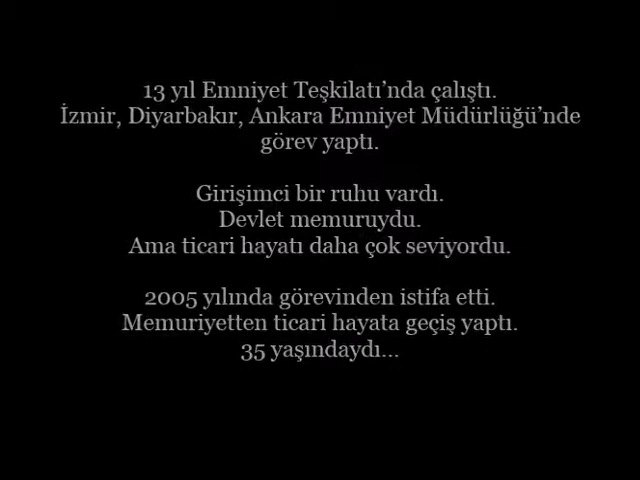 13 yıl Emniyet Teşkilatı’nda çalıştı.
İzmir, Diyarbakır, Ankara Emniyet Müdürlüğü’nde
görev yaptı.
Girişimci bir ruhu vardı.
Devlet memuruydu.
Ama ticari hayatı daha çok seviyordu.
2005 yılında görevinden istifa etti.
Memuriyetten ticari hayata geçiş yaptı.
35 yaşındaydı...